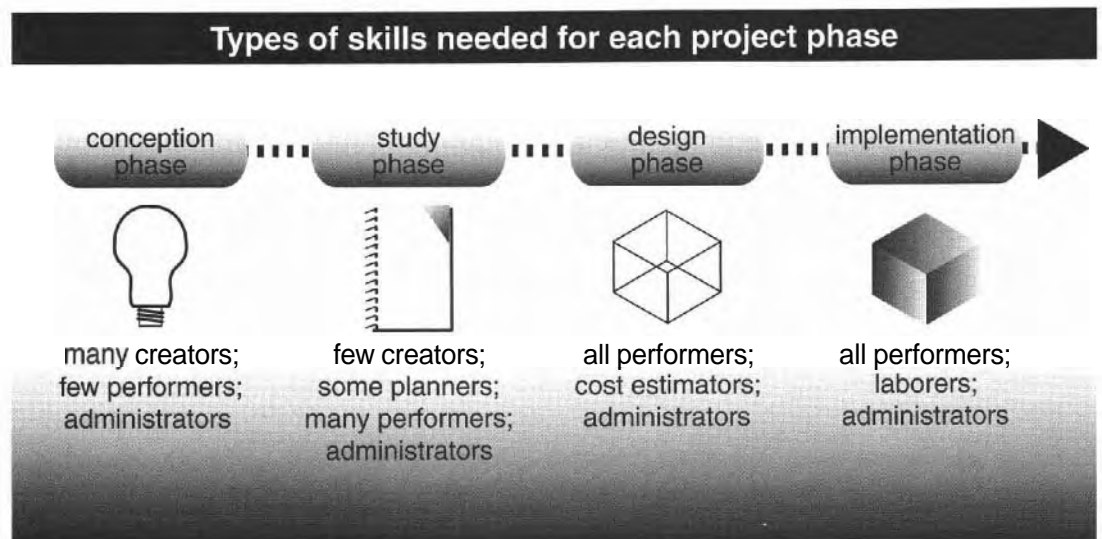 Types of skills needed for each project phase
conception
phase
study
phase
design
phase
implementation
phase
many creators;
few performers;
administrators
few creators;
some planners;
many performers;
administrators
all performers;
cost estimators;
administrators
all performers;
laborers;
administrators